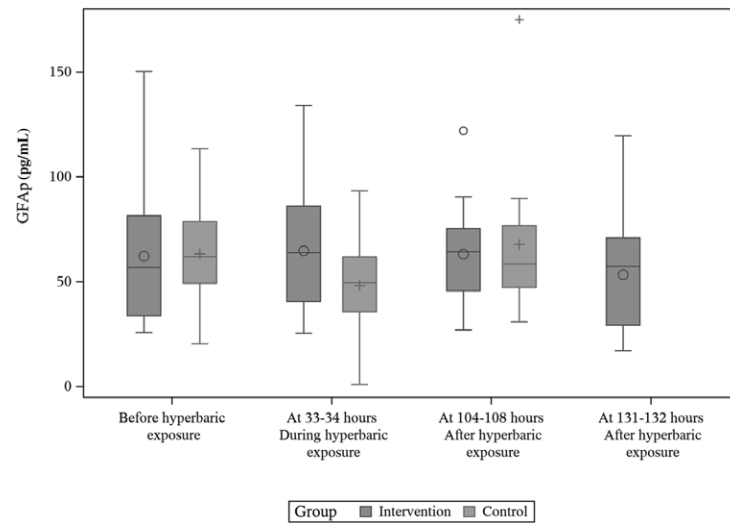 GFAp (pg/mL)
150
100
50
0
Before hyperbaric
exposure
At 33-34 hours
During hyperbaric
exposure
At 104-108 hours
After hyperbaric
exposure
At 131-132 hours
After hyperbaric
exposure
Group Intervention Control